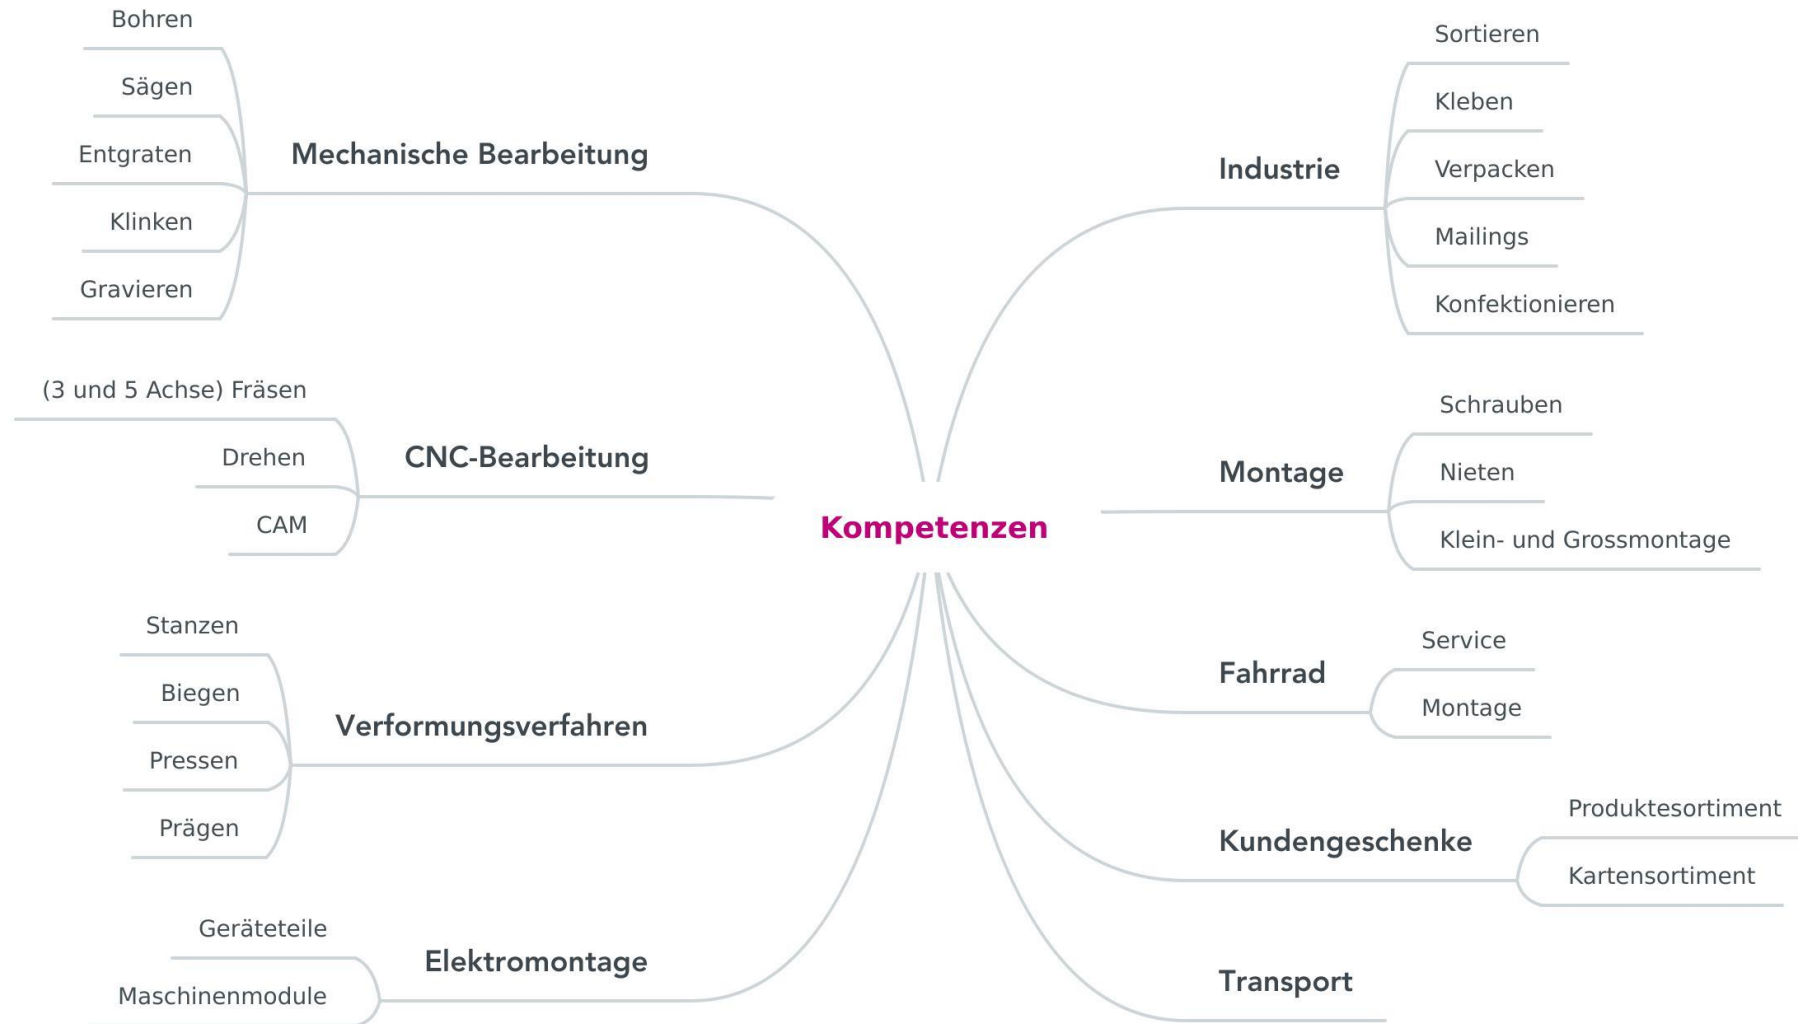 Bohren
Sägen
Entgraten
Klinken
Gravieren
Mechanische Bearbeitung
(3 und 5 Achse) Fräsen
Drehen
CAM
CNC-Bearbeitung
Stanzen
Biegen
Pressen
Prägen
Verformungsverfahren
Geräteteile
Maschinenmodule
Elektromontage
Kompetenzen
Industrie
Sortieren
Kleben
Verpacken
Mailings
Konfektionieren
Montage
Schrauben
Nieten
Klein- und Grossmontage
Fahrrad
Service
Montage
Kundengeschenke
Produktesortiment
Kartensortiment
Transport